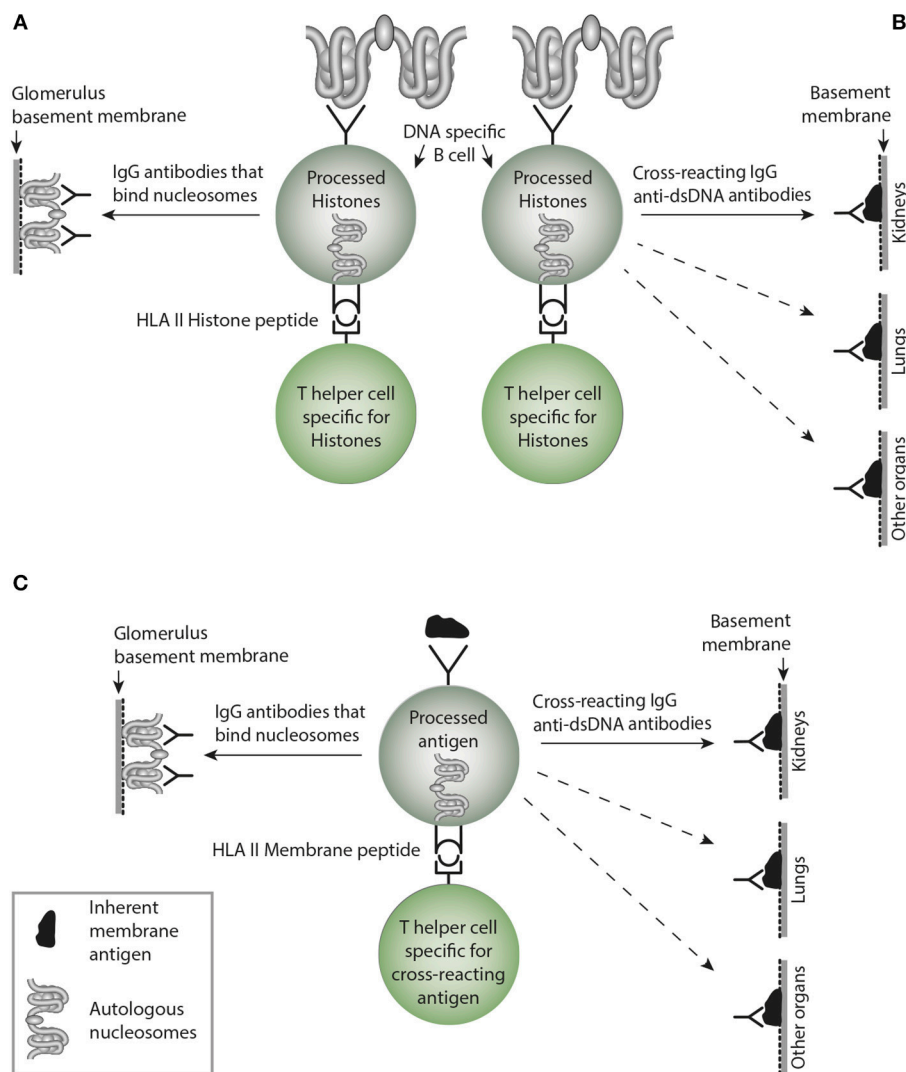 A
B
Glomerulus
basement membrane
IgG antibodies that
bind nucleosomes
DNA specific
B cell
Processed
Histones
Processed
Histones
Cross-reacting IgG
anti-dsDNA antibodies
Basement
membrane
Kidneys
Lungs
Other organs
HLA II Histone peptide
T helper cell
specific for
Histones
T helper cell
specific for
Histones
C
Glomerulus
basement membrane
IgG antibodies that
bind nucleosomes
Processed
antigen
Cross-reacting IgG
anti-dsDNA antibodies
Basement
membrane
Kidneys
Lungs
Other organs
HLA II Membrane peptide
T helper cell
specific for
cross-reacting
antigen
Inherent
membrane
antigen
Autologous
nucleosomes